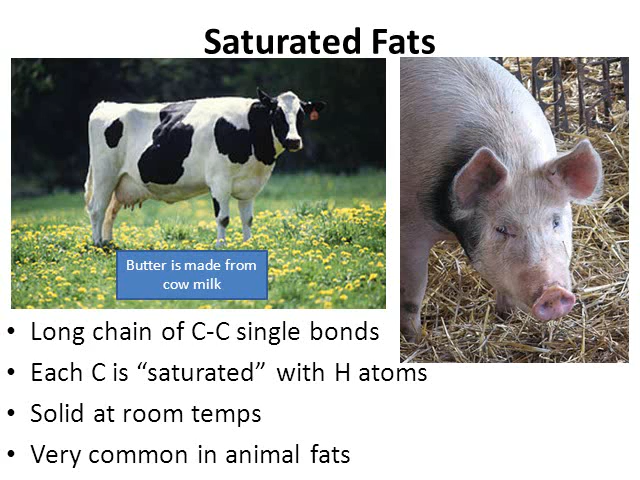 Saturated Fats
Butter is made from
cow milk
• Long chain of C-C single bonds
• Each C is “saturated” with H atoms
• Solid at room temps
• Very common in animal fats